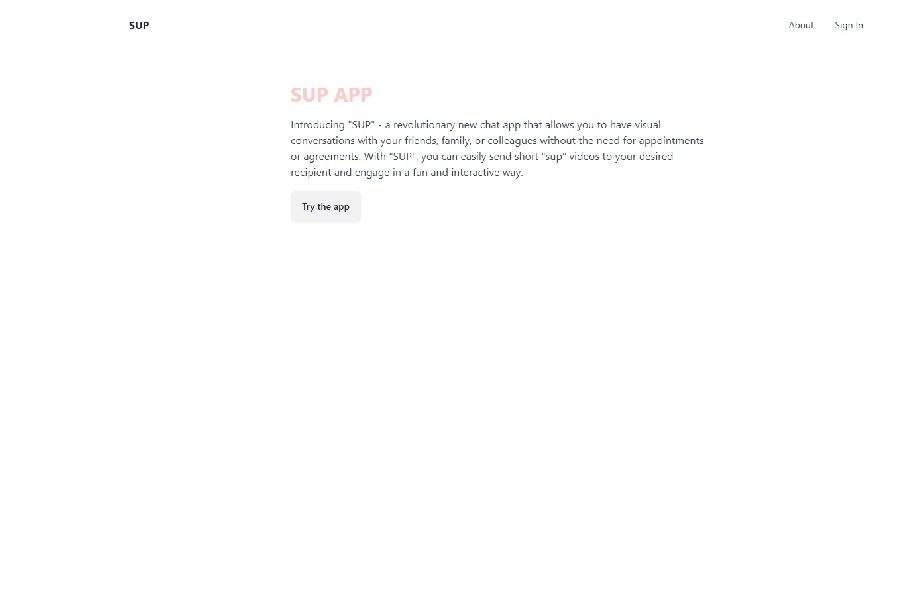 SUP
About
Sign In
SUP APP
Introducing "SUP" - a revolutionary new chat app that allows you to have visual
conversations with your friends, family, or colleagues without the need for appointments
or agreements. With "SUP", you can easily send short "sup" videos to your desired
recipient and engage in a fun and interactive way.
Try the app